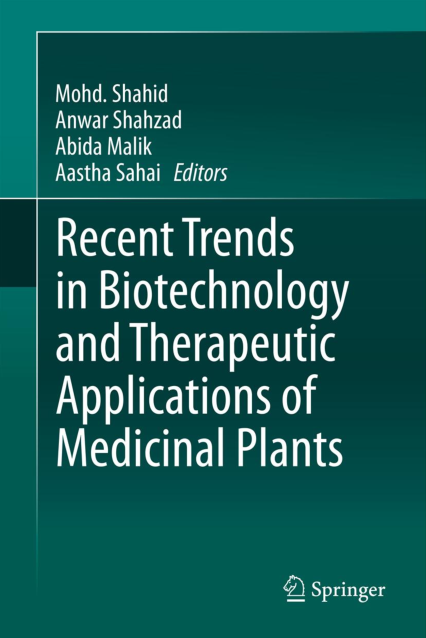 Mohd. Shahid
Anwar Shahzad
Abida Malik
Aastha Sahai Editors
Recent Trends
in Biotechnology
and Therapeutic
Applications of
Medicinal Plants
Springer